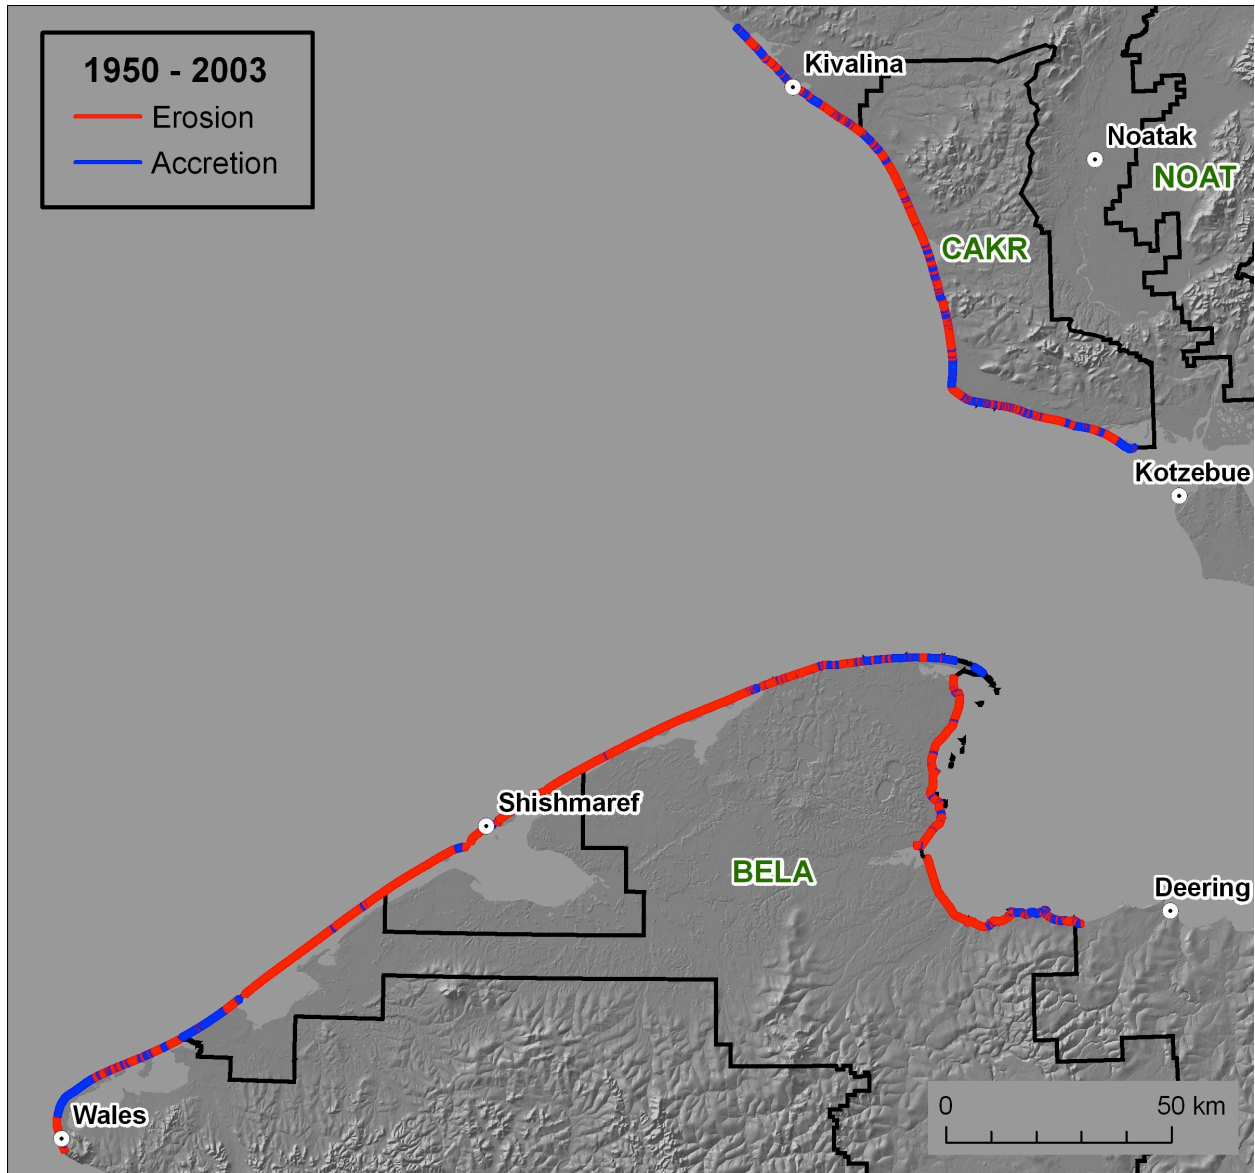 1950 - 2003
Erosion
Accretion
Kivalina
Noatak
NOAT
CAKR
Kotzebue
Shishmaref
BELA
Deering
Wales
0 50 km